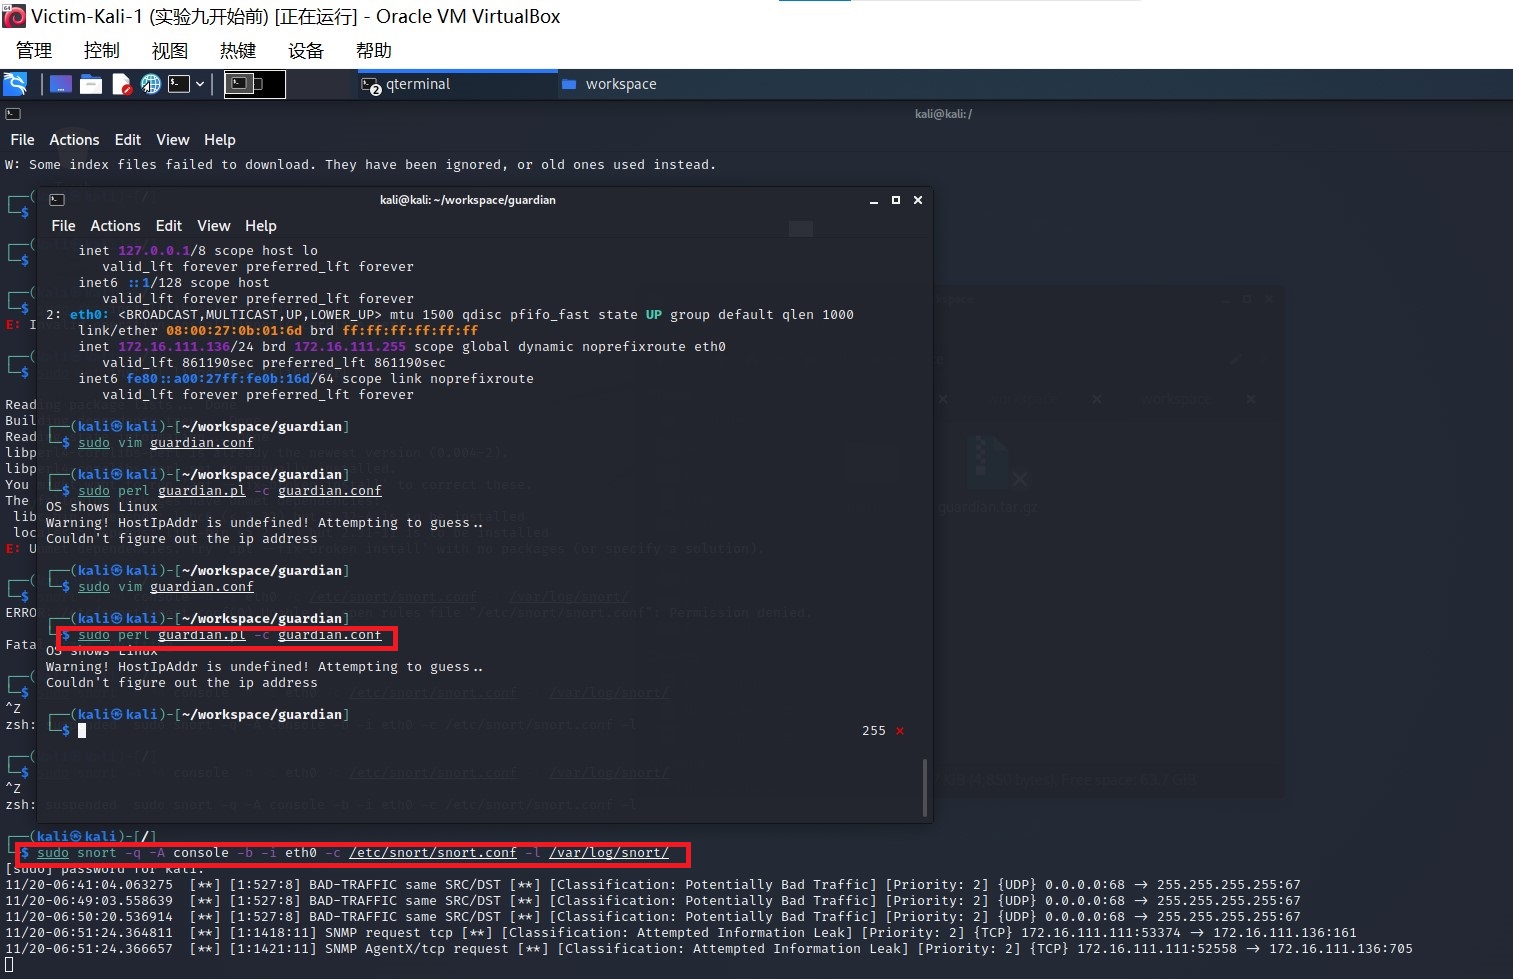 Victim-Kali-1 (实验九开始前) [正在运行] - Oracle VM VirtualBox
管理 控制 视图 热键 设备 帮助
qterminal
2
workspace
kali@kali: /
File Actions Edit View Help
W: Some index files failed to download. They have been ignored, or old ones used instead.
kali@kali: ~/workspace/guardian
File Actions Edit View Help
inet 127.0.0.1/8 scope host lo
valid_lft forever preferred_lft forever
inet6 ::1/128 scope host
valid_lft forever preferred_lft forever
2: eth0: <BROADCAST,MULTICAST,UP,LOWER_UP> mtu 1500 qdisc pfifo_fast state UP group default qlen 1000
link/ether 08:00:27:0b:01:6d brd ff:ff:ff:ff:ff:ff
inet 172.16.111.136/24 brd 172.16.111.255 scope global dynamic noprefixroute eth0
valid_lft 861190sec preferred_lft 861190sec
inet6 fe80::a00:27ff:fe0b:16d/64 scope link noprefixroute
valid_lft forever preferred_lft forever
┌──(kali㉿kali)-[~/workspace/guardian]
└─$ sudo vim guardian.conf
┌──(kali㉿kali)-[~/workspace/guardian]
└─$ sudo perl guardian.pl -c guardian.conf
OS shows Linux
Warning! HostIpAddr is undefined! Attempting to guess..
Couldn't figure out the ip address
┌──(kali㉿kali)-[~/workspace/guardian]
└─$ sudo vim guardian.conf
┌──(kali㉿kali)-[~/workspace/guardian]
└─$ sudo perl guardian.pl -c guardian.conf
OS shows Linux
Warning! HostIpAddr is undefined! Attempting to guess..
Couldn't figure out the ip address
┌──(kali㉿kali)-[~/workspace/guardian]
└─$
255 ×
┌──(kali㉿kali)-[/]
└─$ sudo snort -q -A console -b -i eth0 -c /etc/snort/snort.conf -l /var/log/snort/
[sudo] password for kali:
11/20-06:41:04.063275 [**] [1:527:8] BAD-TRAFFIC same SRC/DST [**] [Classification: Potentially Bad Traffic] [Priority: 2] {UDP} 0.0.0.0:68 -> 255.255.255.255:67
11/20-06:49:03.558639 [**] [1:527:8] BAD-TRAFFIC same SRC/DST [**] [Classification: Potentially Bad Traffic] [Priority: 2] {UDP} 0.0.0.0:68 -> 255.255.255.255:67
11/20-06:50:20.536914 [**] [1:527:8] BAD-TRAFFIC same SRC/DST [**] [Classification: Potentially Bad Traffic] [Priority: 2] {UDP} 0.0.0.0:68 -> 255.255.255.255:67
11/20-06:51:24.364811 [**] [1:1418:11] SNMP request tcp [**] [Classification: Attempted Information Leak] [Priority: 2] {TCP} 172.16.111.111:53374 -> 172.16.111.136:161
11/20-06:51:24.366657 [**] [1:1421:11] SNMP AgentX/tcp request [**] [Classification: Attempted Information Leak] [Priority: 2] {TCP} 172.16.111.111:52558 -> 172.16.111.136:705